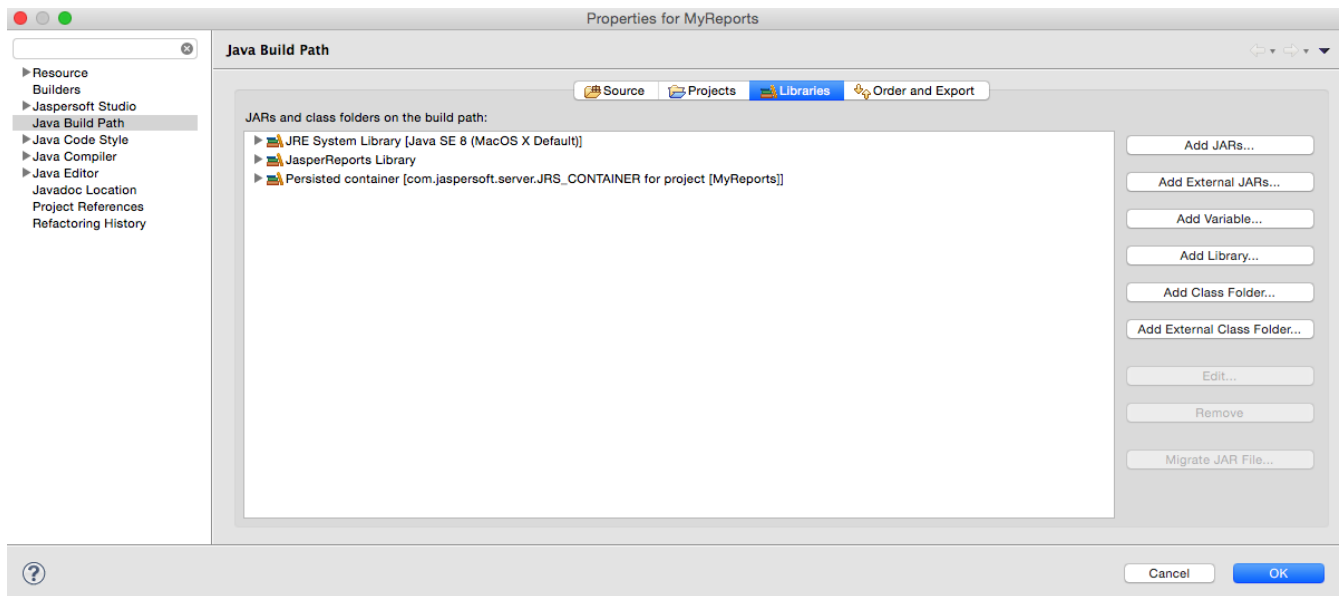 Properties for MyReports
Java Build Path
Resource
Builders
Jaspersoft Studio
Java Build Path
Java Code Style
Java Compiler
Java Editor
Javadoc Location
Project References
Refactoring History
Source Projects Libraries Order and Export
JARs and class folders on the build path:
JRE System Library [Java SE 8 (MacOS X Default)]
JasperReports Library
Persisted container [com.jaspersoft.server.JRS_CONTAINER for project [MyReports]]
Add JARs...
Add External JARs...
Add Variable...
Add Library...
Add Class Folder...
Add External Class Folder...
Edit...
Remove
Migrate JAR File...
?
Cancel OK